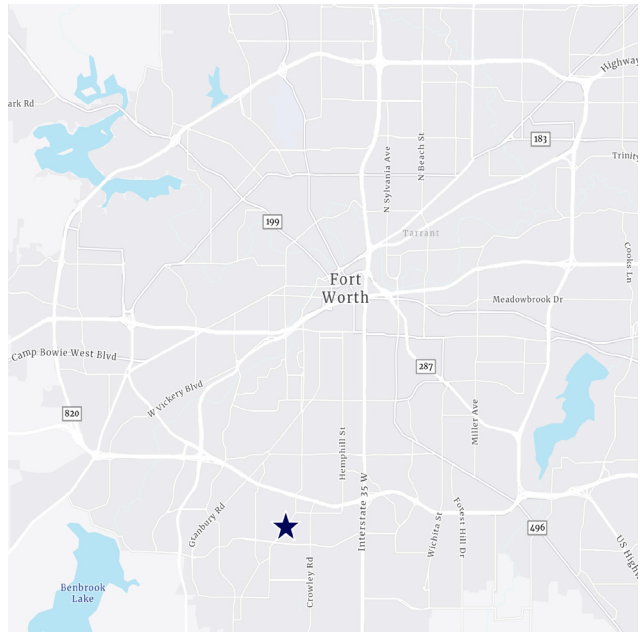 Highway
ark Rd
N Sylvania Ave
N Beach St
183
Trinity
199
Tarrant
Cooks Ln
Fort
Worth
Meadowbrook Dr
Camp Bowie West Blvd
287
W Vickery Blvd
820
Miller Ave
Hemphill St
Interstate 35 W
Granbury Rd
Wichita St
Forest Hill Dr
496
US Highw
Crowley Rd
Benbrook
Lake